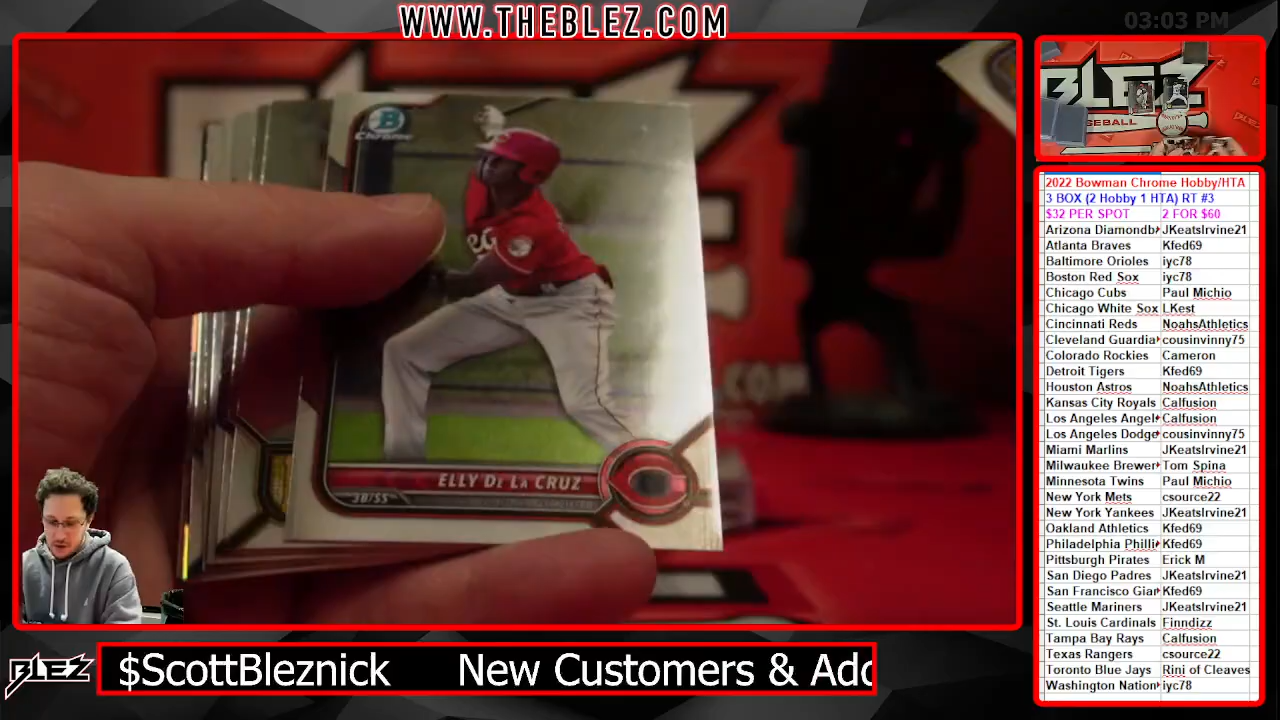 WWW.THEBLEZ.COM
03:03 PM
B
Chrome
ELLY DE LA CRUZ
3B/SS
BLEZ
BASEBALL
2022 Bowman Chrome Hobby/HTA
3 BOX (2 Hobby 1 HTA) RT #3
$32 PER SPOT 2 FOR $60
Arizona Diamondb JKeatsIrvine21
Atlanta Braves Kfed69
Baltimore Orioles iyc78
Boston Red Sox iyc78
Chicago Cubs Paul Michio
Chicago White Sox LKest
Cincinnati Reds NoahsAthletics
Cleveland Guardia cousinvinny75
Colorado Rockies Cameron
Detroit Tigers Kfed69
Houston Astros NoahsAthletics
Kansas City Royals Calfusion
Los Angeles Angel Calfusion
Los Angeles Dodge cousinvinny75
Miami Marlins JKeatsIrvine21
Milwaukee Brewer Tom Spina
Minnesota Twins Paul Michio
New York Mets csource22
New York Yankees JKeatsIrvine21
Oakland Athletics Kfed69
Philadelphia Philli Kfed69
Pittsburgh Pirates Erick M
San Diego Padres JKeatsIrvine21
San Francisco Gian Kfed69
Seattle Mariners JKeatsIrvine21
St. Louis Cardinals Finndizz
Tampa Bay Rays Calfusion
Texas Rangers csource22
Toronto Blue Jays Rini of Cleaves
Washington Nation iyc78
BLEZ $ScottBleznick New Customers & Add